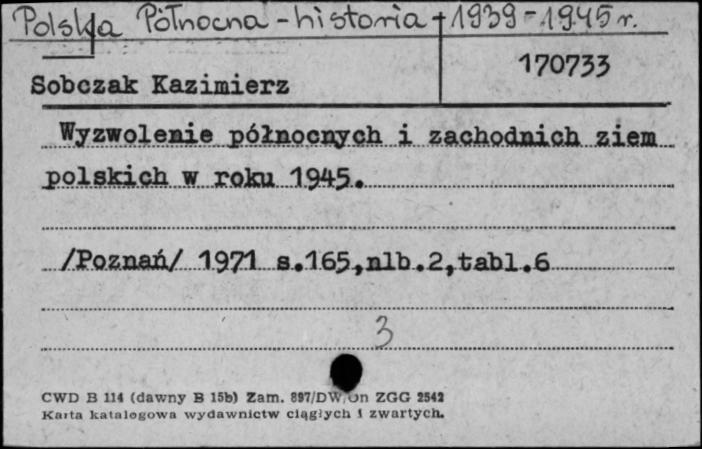 Polska Północna - historia - 1939-1945 r.
170733
Sobczak Kazimierz
Wyzwolenie północnych i zachodnich ziem
polskich w roku 1945.
/Poznań/ 1971 s.165,nlb.2,tabl.6
3
CWD B 114 (dawny B 15b) Zam. 897/DW/On ZGG 2542
Karta katalogowa wydawnictw ciągłych i zwartych.